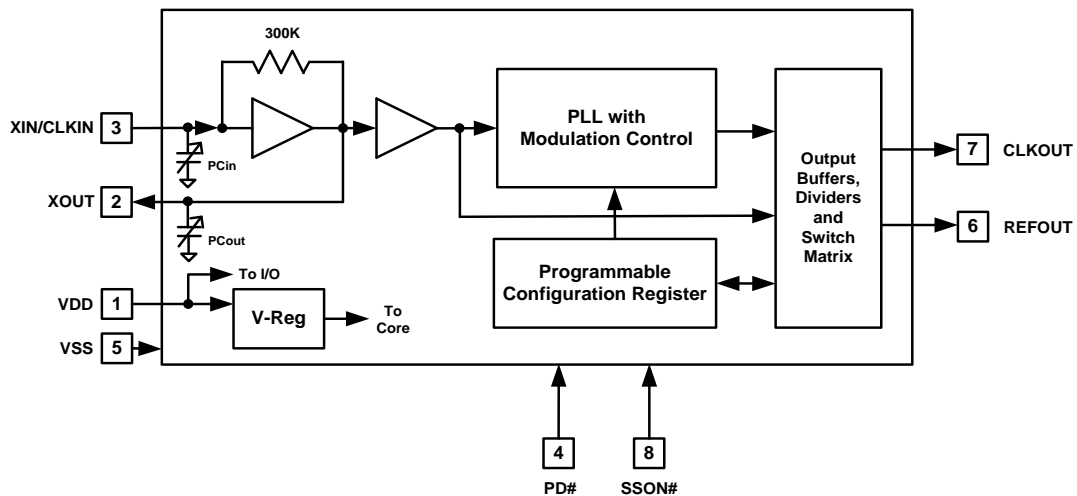 300K
XIN/CLKIN
3
PCin
XOUT
2
PCout
PLL with
Modulation Control
Output
Buffers,
Dividers
and
Switch
Matrix
7
CLKOUT
6
REFOUT
To I/O
VDD
1
V-Reg
To
Core
Programmable
Configuration Register
VSS
5
4
PD#
8
SSON#